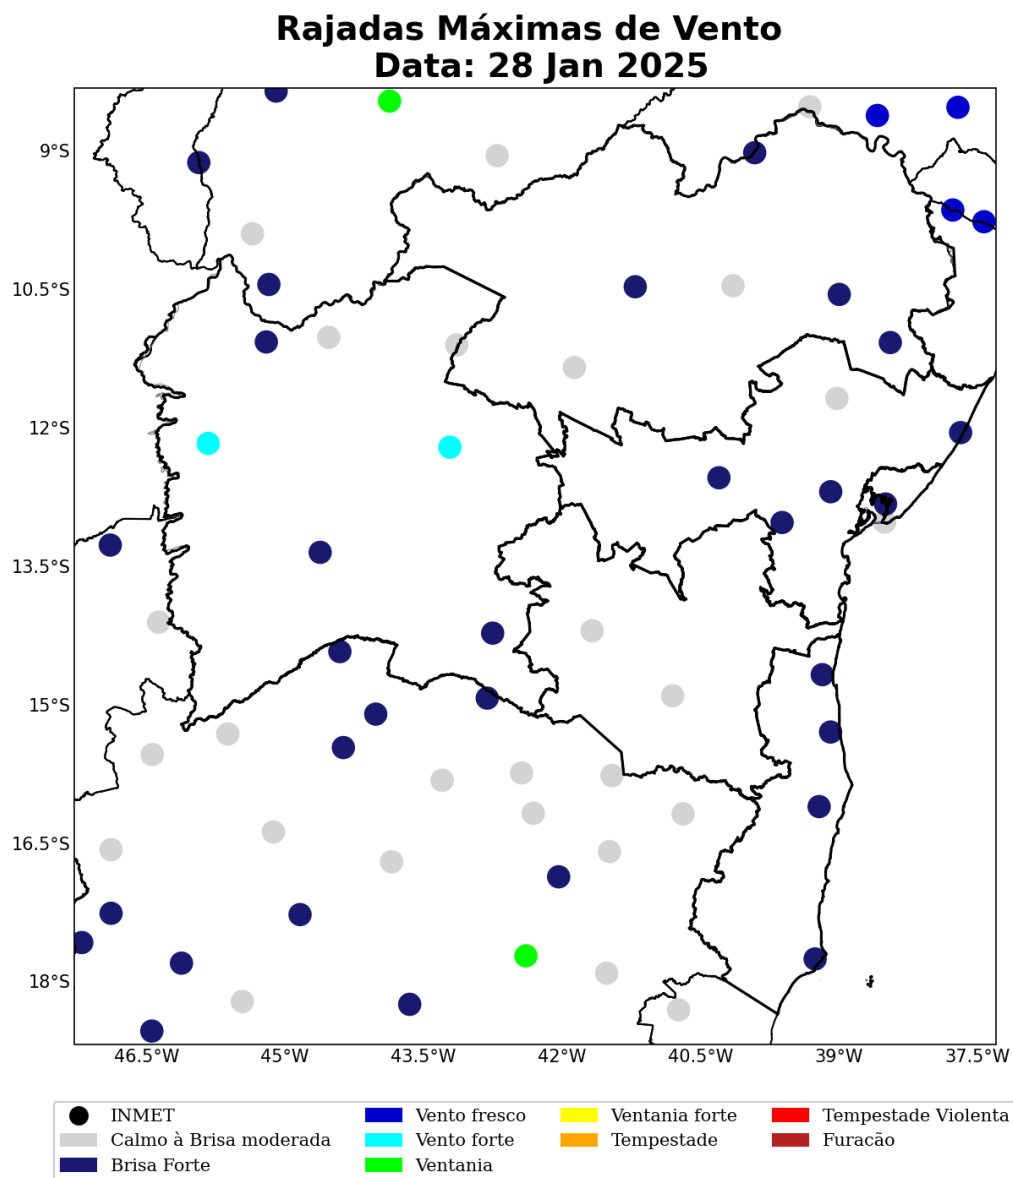 Rajadas Máximas de Vento
Data: 28 Jan 2025
9°S
10.5°S
12°S
13.5°S
15°S
16.5°S
18°S
46.5°W 45°W 43.5°W 42°W 40.5°W 39°W 37.5°W
INMET
Calmo à Brisa moderada
Brisa Forte
Vento fresco
Vento forte
Ventania
Ventania forte
Tempestade
Tempestade Violenta
Furacão